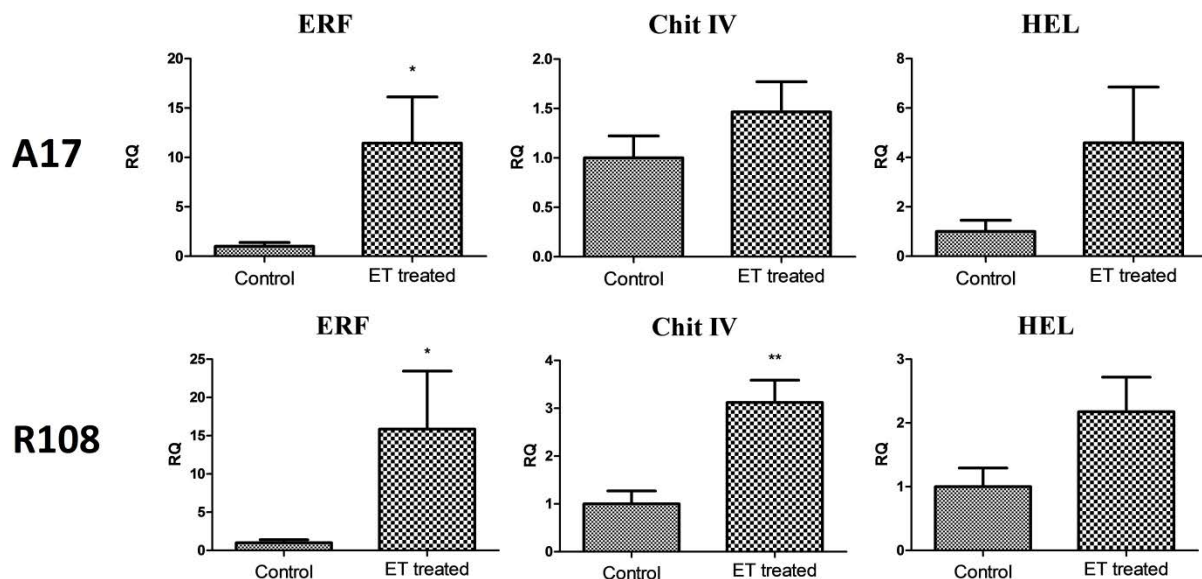 ERF
Chit IV
HEL
A17
RQ
20
15
10
5
0
*
Control
ET treated
RQ
2.0
1.5
1.0
0.5
0.0
Control
ET treated
RQ
8
6
4
2
0
Control
ET treated
ERF
Chit IV
HEL
R108
RQ
25
20
15
10
5
0
*
Control
ET treated
RQ
4
3
2
1
0
**
Control
ET treated
RQ
3
2
1
0
Control
ET treated